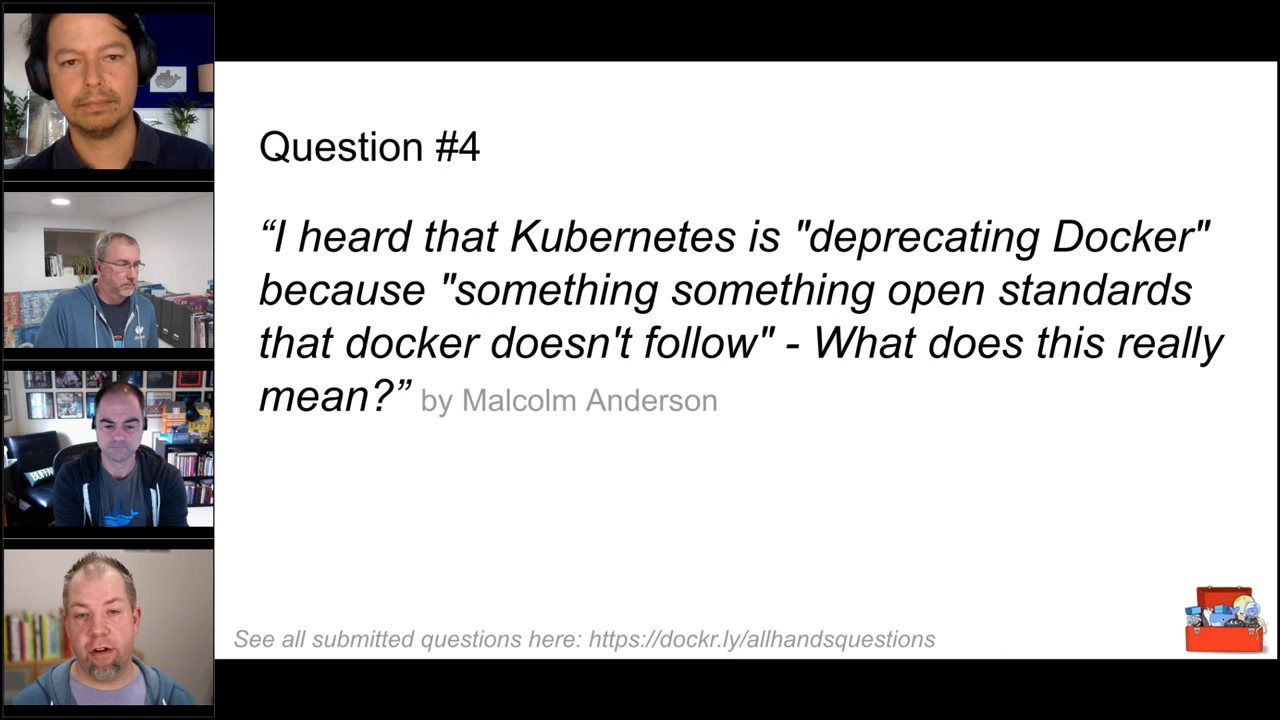 Question #4
“I heard that Kubernetes is "deprecating Docker"
because "something something open standards
that docker doesn't follow" - What does this really
mean?” by Malcolm Anderson
See all submitted questions here: https://dockr.ly/allhandsquestions